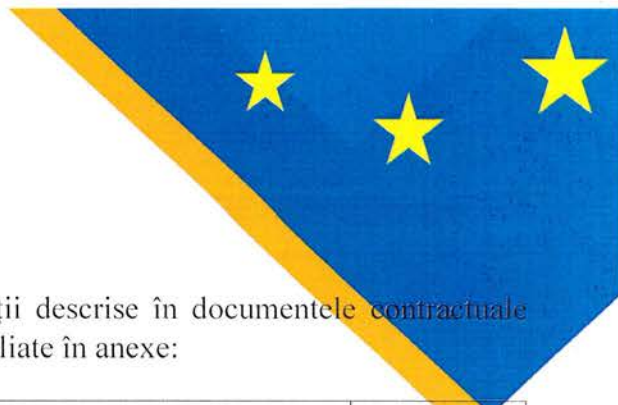 ții descrise în documentele contractuale
liate în anexe: